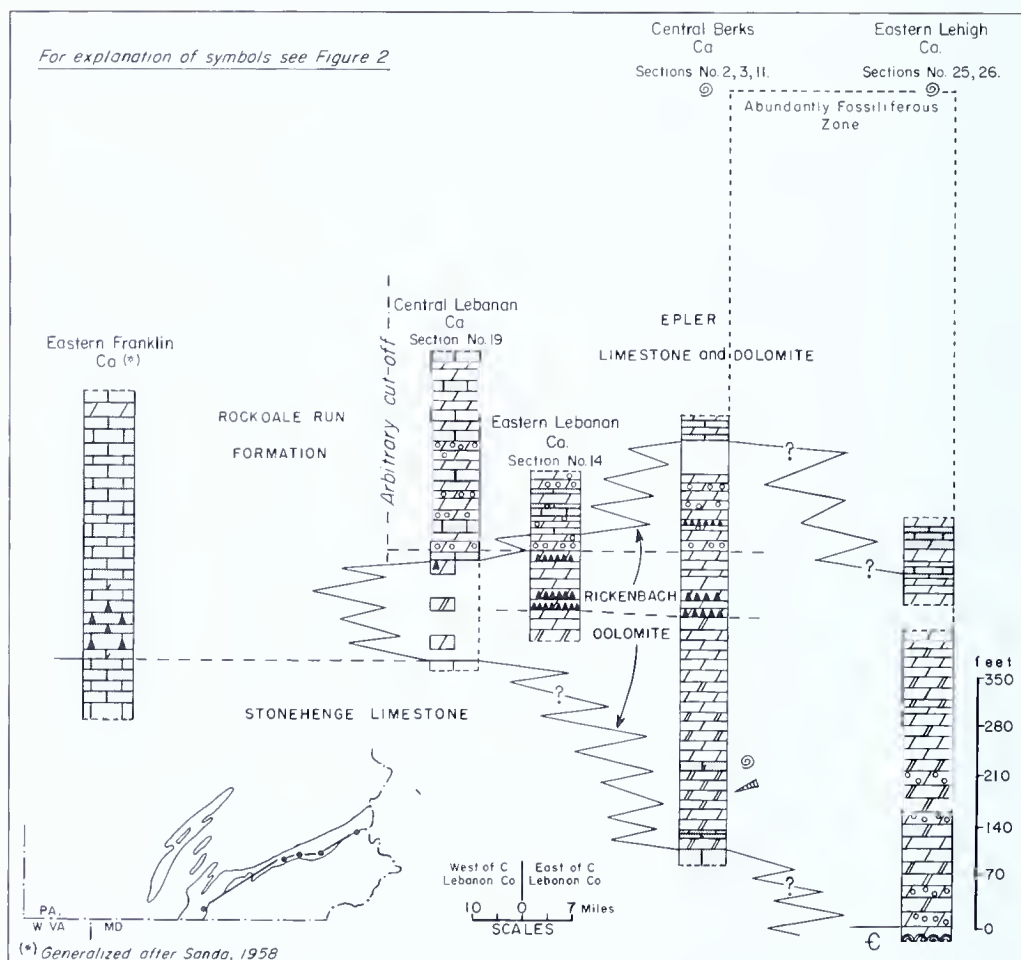 For explanation of symbols see Figure 2
Central Berks
Co
Sections No. 2, 3, 11.
Eastern Lehigh
Co.
Sections No. 25, 26.
Abundantly Fossiliferous
Zone
Eastern Franklin
Co (*)
ROCKDALE RUN
FORMATION
Arbitrary cut-off
Central Lebanon
Co
Section No. 19
Eastern Lebanon
Co.
Section No. 14
EPLER
LIMESTONE and DOLOMITE
?
?
RICKENBACH
DOLOMITE
?
STONEHENGE LIMESTONE
?
feet
350
280
210
140
70
0
Є
West of C
Lebanon Co
East of C
Lebanon Co
10 0 7 Miles
SCALES
PA.
W VA MD
(*) Generalized after Sando, 1958